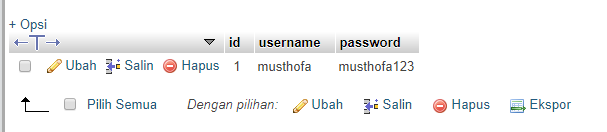 + Opsi
←T→ id username password
Ubah Salin Hapus 1 musthofa musthofa123
Pilih Semua Dengan pilihan: Ubah Salin Hapus Ekspor